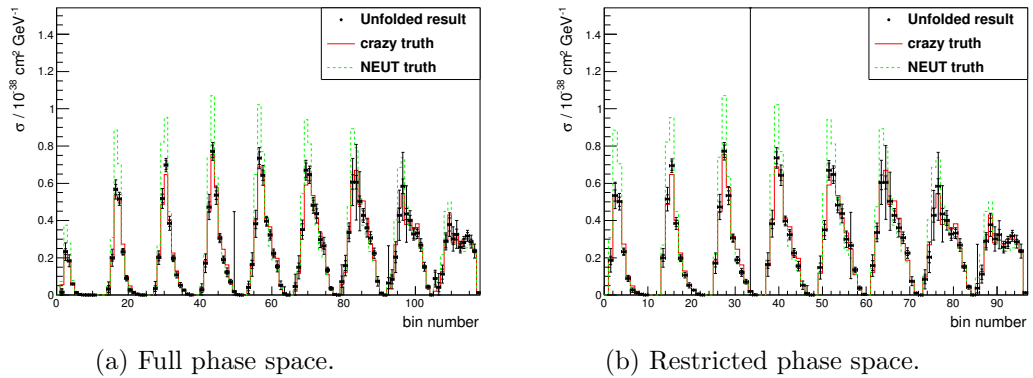 σ / 10⁻³⁸ cm² GeV⁻¹
1.4
1.2
1
0.8
0.6
0.4
0.2
0
0 20 40 60 80 100
bin number
Unfolded result
crazy truth
NEUT truth
(a) Full phase space.
σ / 10⁻³⁸ cm² GeV⁻¹
1.4
1.2
1
0.8
0.6
0.4
0.2
0
0 10 20 30 40 50 60 70 80 90
bin number
Unfolded result
crazy truth
NEUT truth
(b) Restricted phase space.